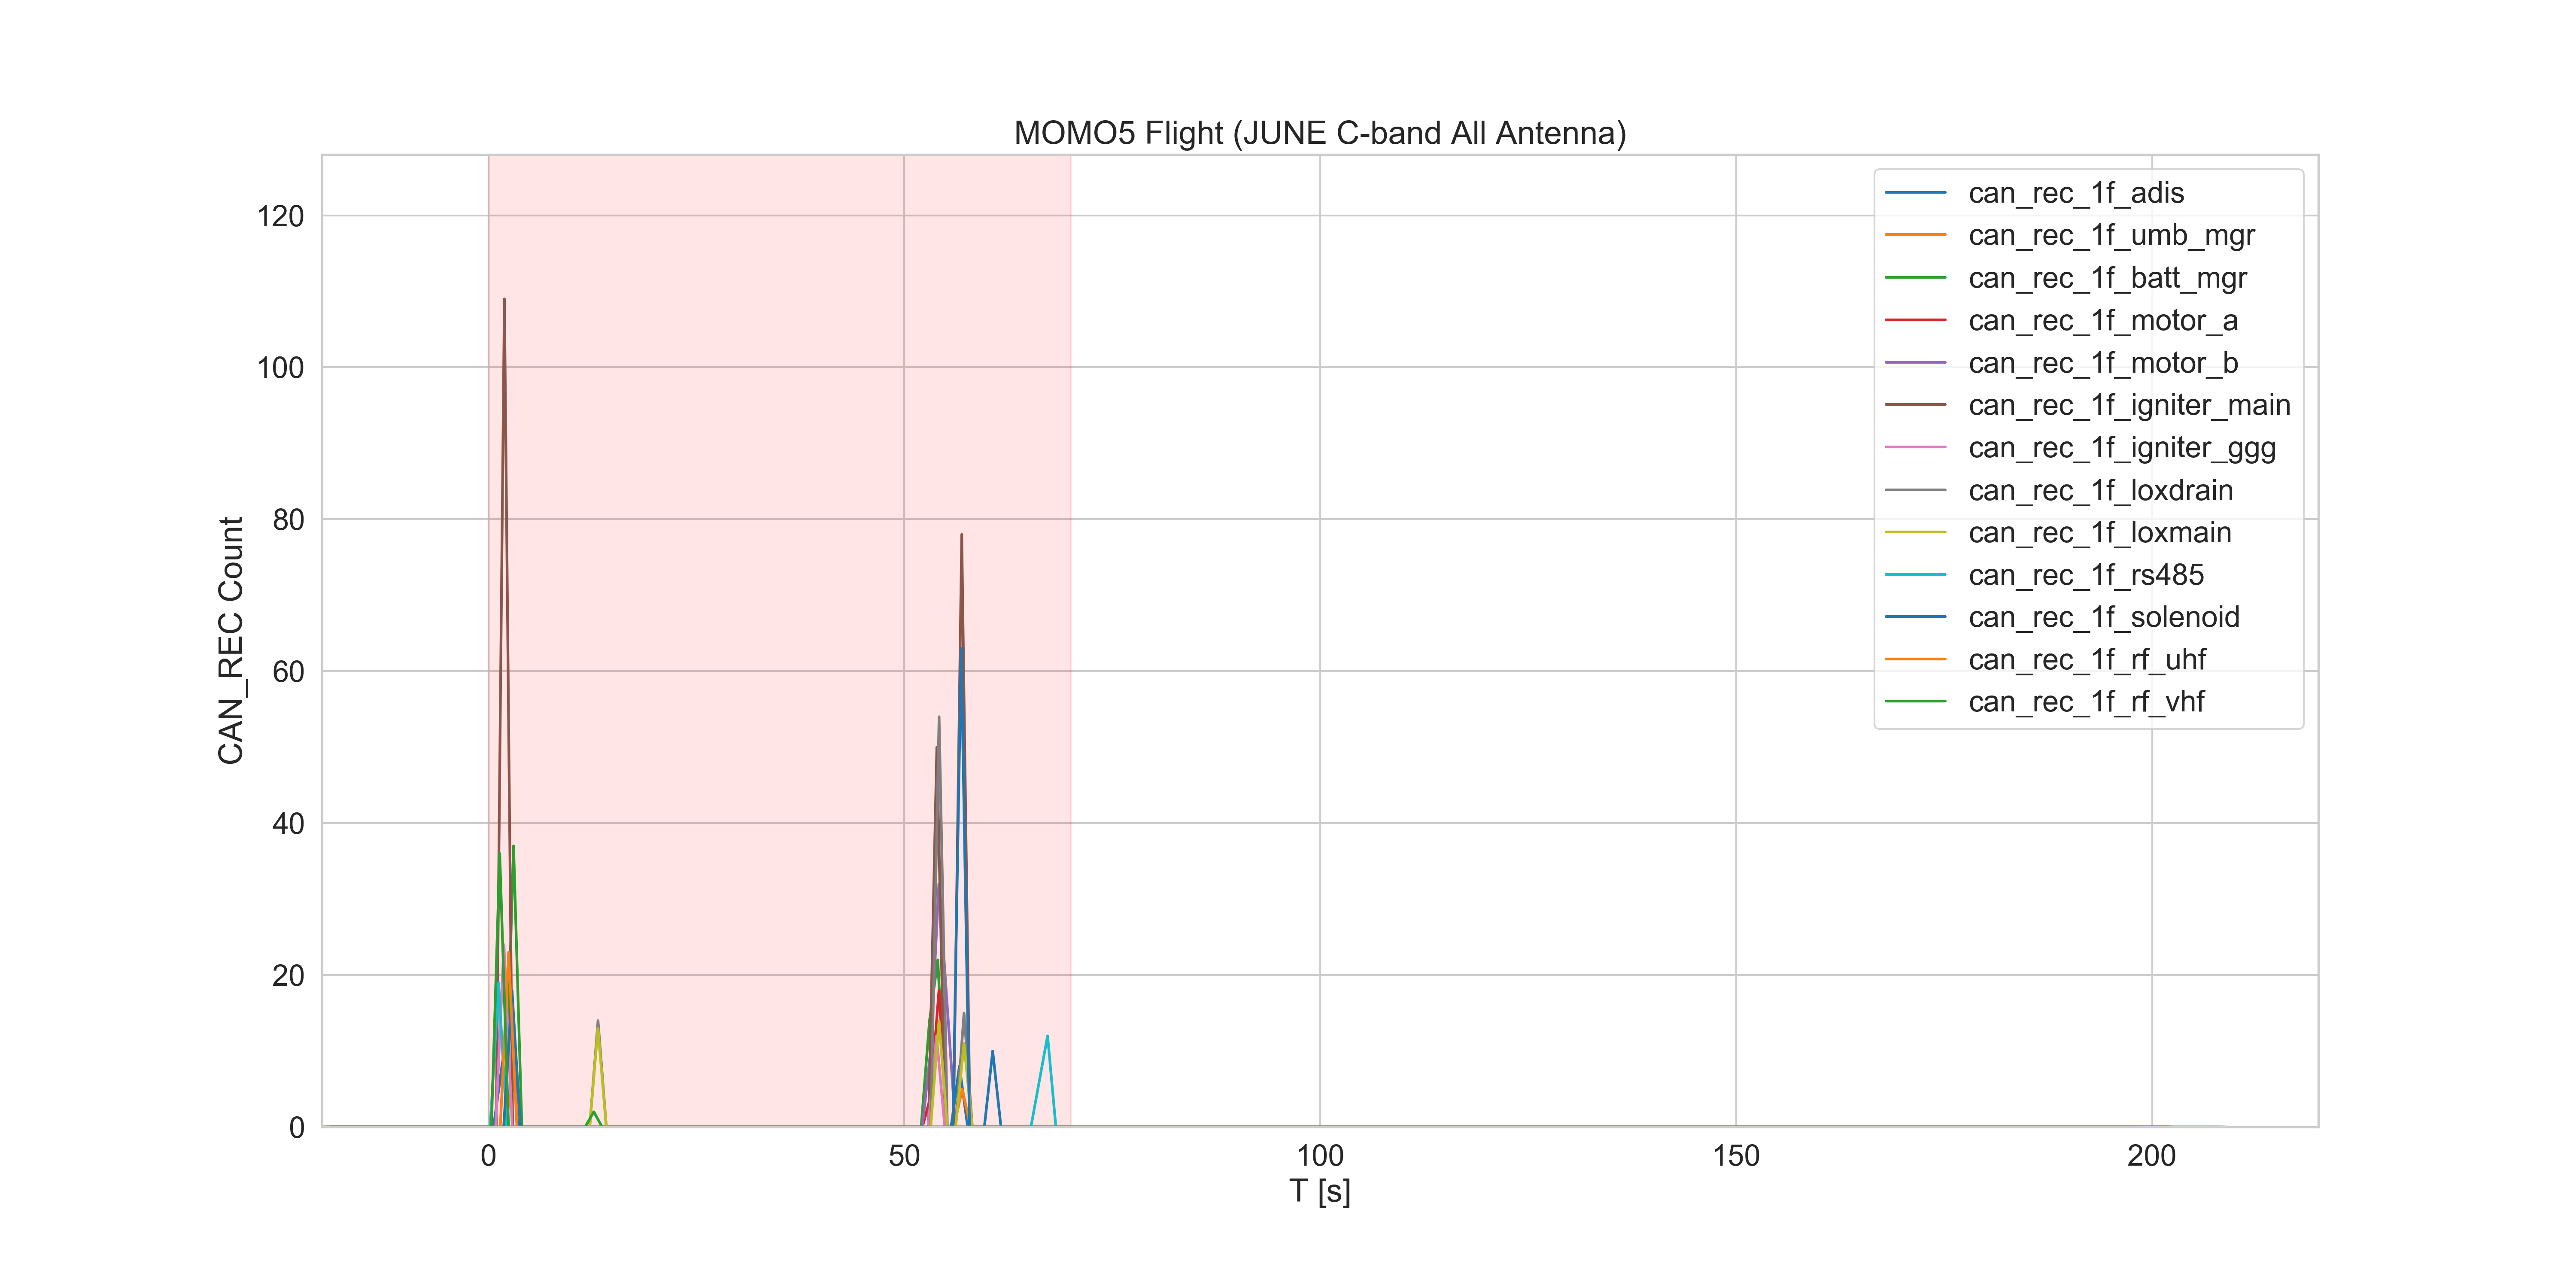 MOMO5 Flight (JUNE C-band All Antenna)
CAN_REC Count
120
100
80
60
40
20
0
0 50 100 150 200
T [s]
can_rec_1f_adis
can_rec_1f_umb_mgr
can_rec_1f_batt_mgr
can_rec_1f_motor_a
can_rec_1f_motor_b
can_rec_1f_igniter_main
can_rec_1f_igniter_ggg
can_rec_1f_loxdrain
can_rec_1f_loxmain
can_rec_1f_rs485
can_rec_1f_solenoid
can_rec_1f_rf_uhf
can_rec_1f_rf_vhf